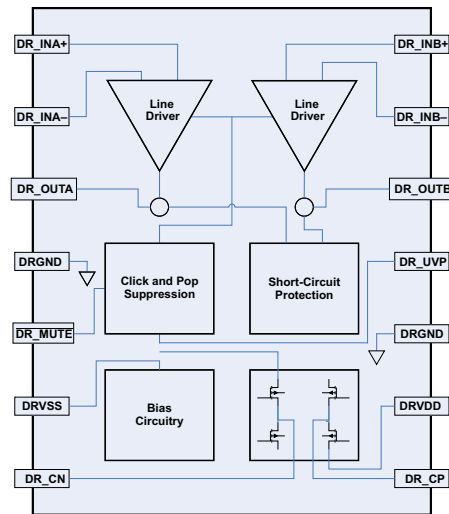 DR_INA+
DR_INB+
Line
Driver
Line
Driver
DR_INA–
DR_INB–
DR_OUTA
DR_OUTB
DRGND
Click and Pop
Suppression
Short-Circuit
Protection
DR_UVP
DR_MUTE
DRGND
DRVSS
Bias
Circuitry
DRVDD
DR_CN
DR_CP